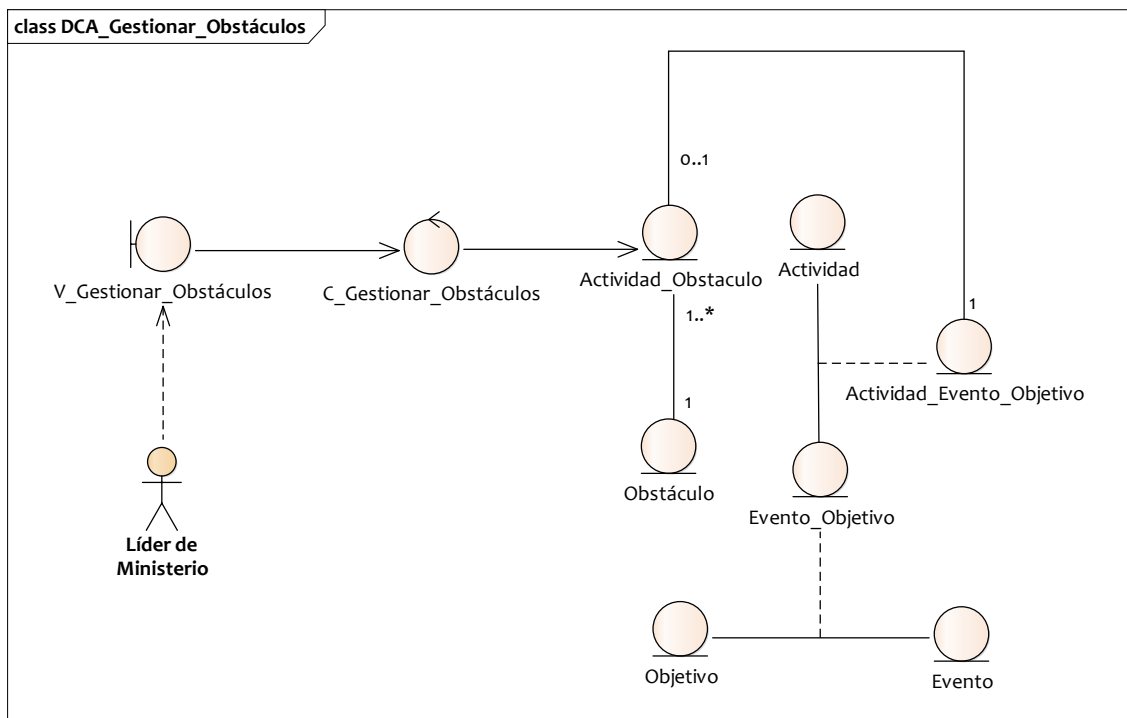 class DCA_Gestionar_Obstáculos
0..1
V_Gestionar_Obstáculos
C_Gestionar_Obstáculos
Actividad_Obstaculo
Actividad
1..*
1
Actividad_Evento_Objetivo
1
Obstáculo
Evento_Objetivo
Líder de
Ministerio
Objetivo
Evento